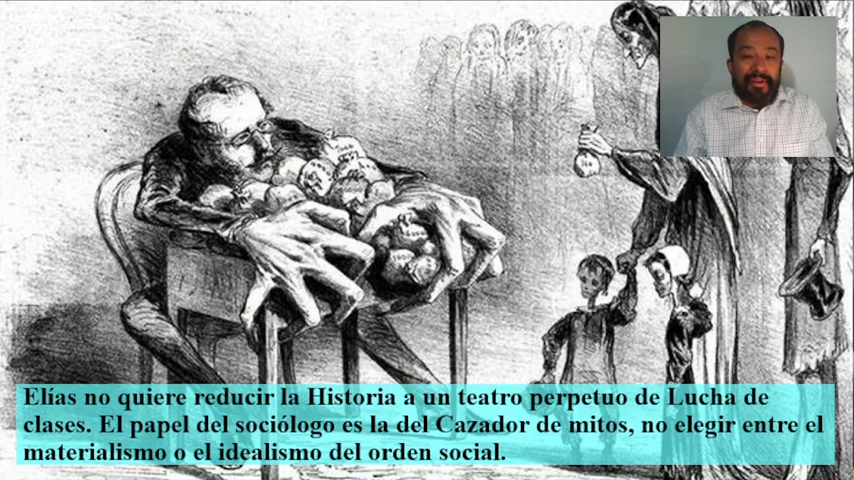 Elías no quiere reducir la Historia a un teatro perpetuo de Lucha de
clases. El papel del sociólogo es la del Cazador de mitos, no elegir entre el
materialismo o el idealismo del orden social.